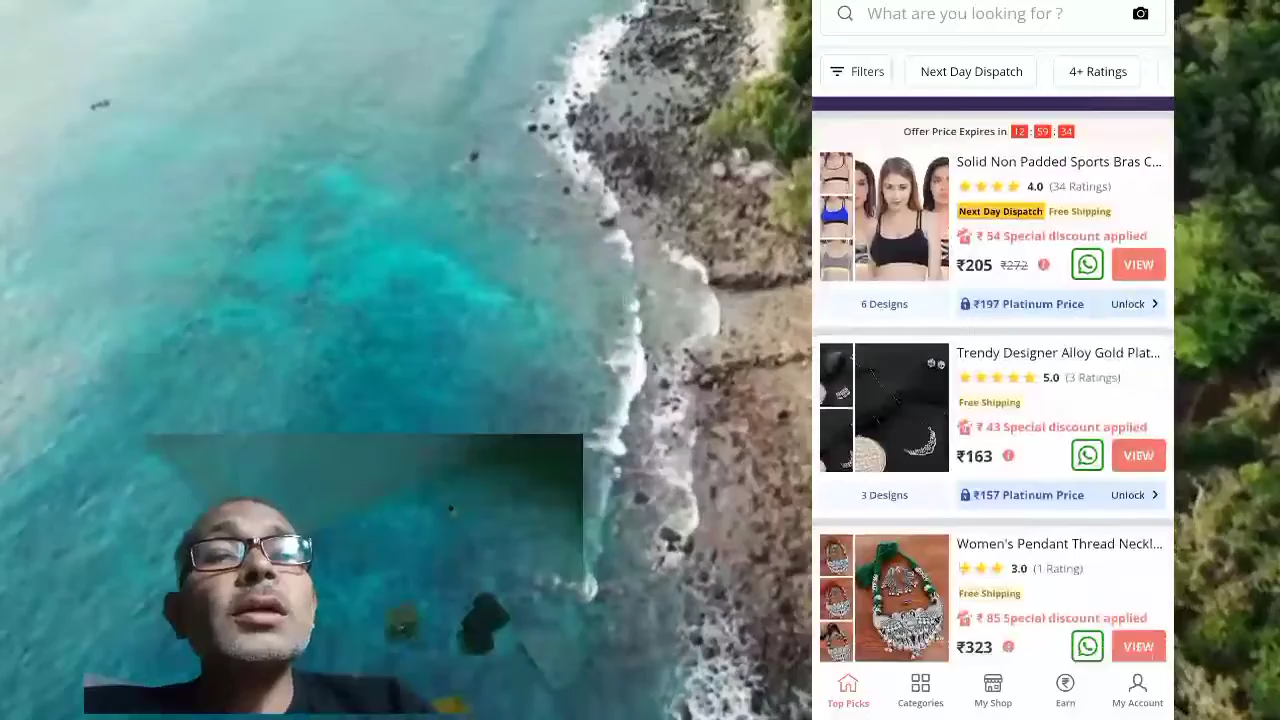 What are you looking for ?
Filters
Next Day Dispatch
4+ Ratings
Offer Price Expires in 12 : 59 : 34
Solid Non Padded Sports Bras C...
4.0 (34 Ratings)
Next Day Dispatch Free Shipping
₹ 54 Special discount applied
₹205 ₹272
VIEW
6 Designs
₹197 Platinum Price Unlock
Trendy Designer Alloy Gold Plat...
5.0 (3 Ratings)
Free Shipping
₹ 43 Special discount applied
₹163
VIEW
3 Designs
₹157 Platinum Price Unlock
Women's Pendant Thread Neckl...
3.0 (1 Rating)
Free Shipping
₹ 85 Special discount applied
₹323
VIEW
Top Picks
Categories
My Shop
Earn
My Account